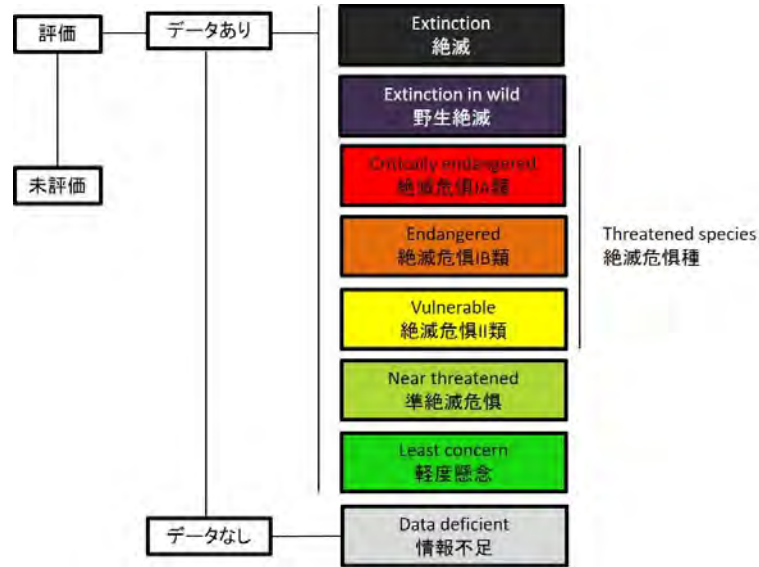 評価
データあり
Extinction
絶滅
Extinction in wild
野生絶滅
未評価
Critically endangered
絶滅危惧IA類
Endangered
絶滅危惧IB類
Threatened species
絶滅危惧種
Vulnerable
絶滅危惧II類
Near threatened
準絶滅危惧
Least concern
軽度懸念
データなし
Data deficient
情報不足